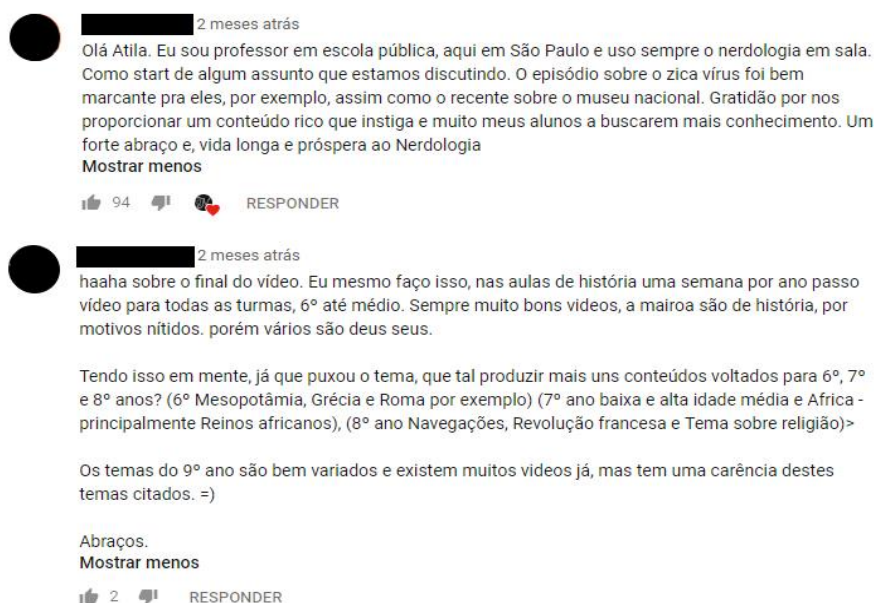 2 meses atrás
Olá Atila. Eu sou professor em escola pública, aqui em São Paulo e uso sempre o nerdologia em sala.
Como start de algum assunto que estamos discutindo. O episódio sobre o zica vírus foi bem
marcante pra eles, por exemplo, assim como o recente sobre o museu nacional. Gratidão por nos
proporcionar um conteúdo rico que instiga e muito meus alunos a buscarem mais conhecimento. Um
forte abraço e, vida longa e próspera ao Nerdologia
Mostrar menos
94 RESPONDER
2 meses atrás
haaha sobre o final do vídeo. Eu mesmo faço isso, nas aulas de história uma semana por ano passo
vídeo para todas as turmas, 6º até médio. Sempre muito bons videos, a mairoa são de história, por
motivos nítidos. porém vários são deus seus.
Tendo isso em mente, já que puxou o tema, que tal produzir mais uns conteúdos voltados para 6º, 7º
e 8º anos? (6º Mesopotâmia, Grécia e Roma por exemplo) (7º ano baixa e alta idade média e Africa -
principalmente Reinos africanos), (8º ano Navegações, Revolução francesa e Tema sobre religião)>
Os temas do 9º ano são bem variados e existem muitos videos já, mas tem uma carência destes
temas citados. =)
Abraços.
Mostrar menos
2 RESPONDER